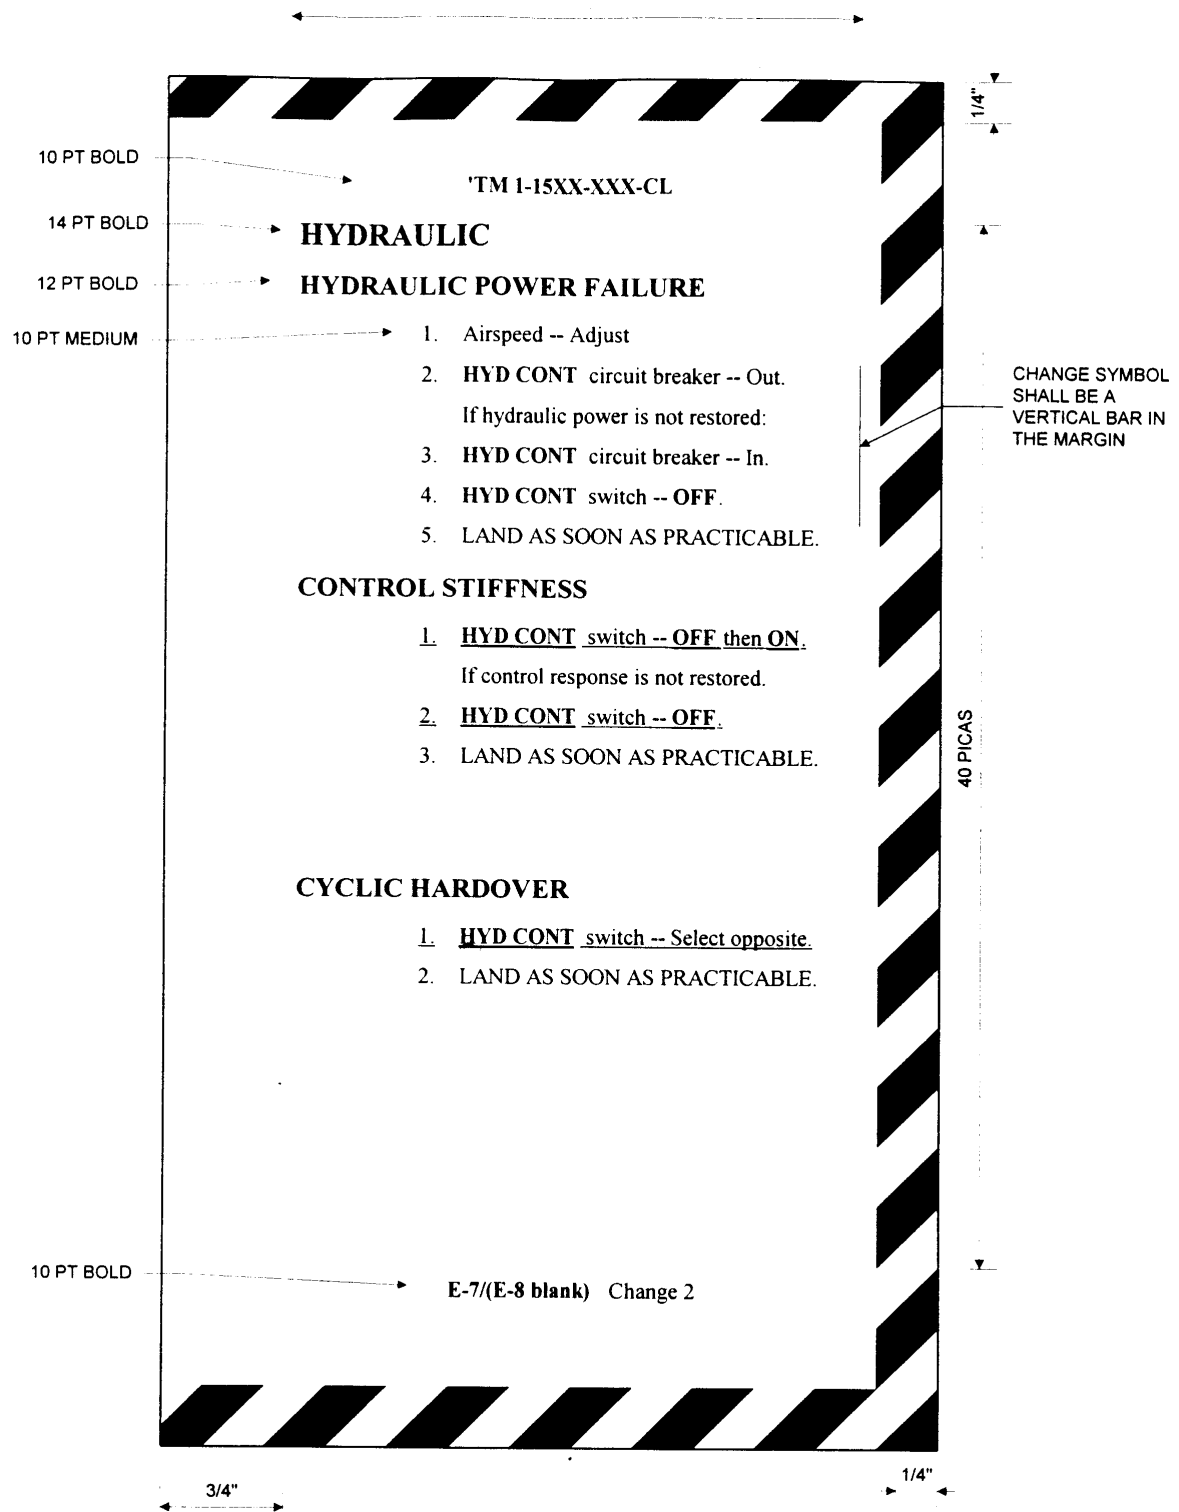 1/4"
10 PT BOLD
'TM 1-15XX-XXX-CL
14 PT BOLD
HYDRAULIC
12 PT BOLD
HYDRAULIC POWER FAILURE
10 PT MEDIUM
1. Airspeed -- Adjust
2. HYD CONT circuit breaker -- Out.
If hydraulic power is not restored:
3. HYD CONT circuit breaker -- In.
4. HYD CONT switch -- OFF.
5. LAND AS SOON AS PRACTICABLE.
CHANGE SYMBOL
SHALL BE A
VERTICAL BAR IN
THE MARGIN
CONTROL STIFFNESS
1. HYD CONT switch -- OFF then ON.
If control response is not restored.
2. HYD CONT switch -- OFF.
3. LAND AS SOON AS PRACTICABLE.
40 PICAS
CYCLIC HARDOVER
1. HYD CONT switch -- Select opposite.
2. LAND AS SOON AS PRACTICABLE.
10 PT BOLD
E-7/(E-8 blank) Change 2
3/4"
1/4"